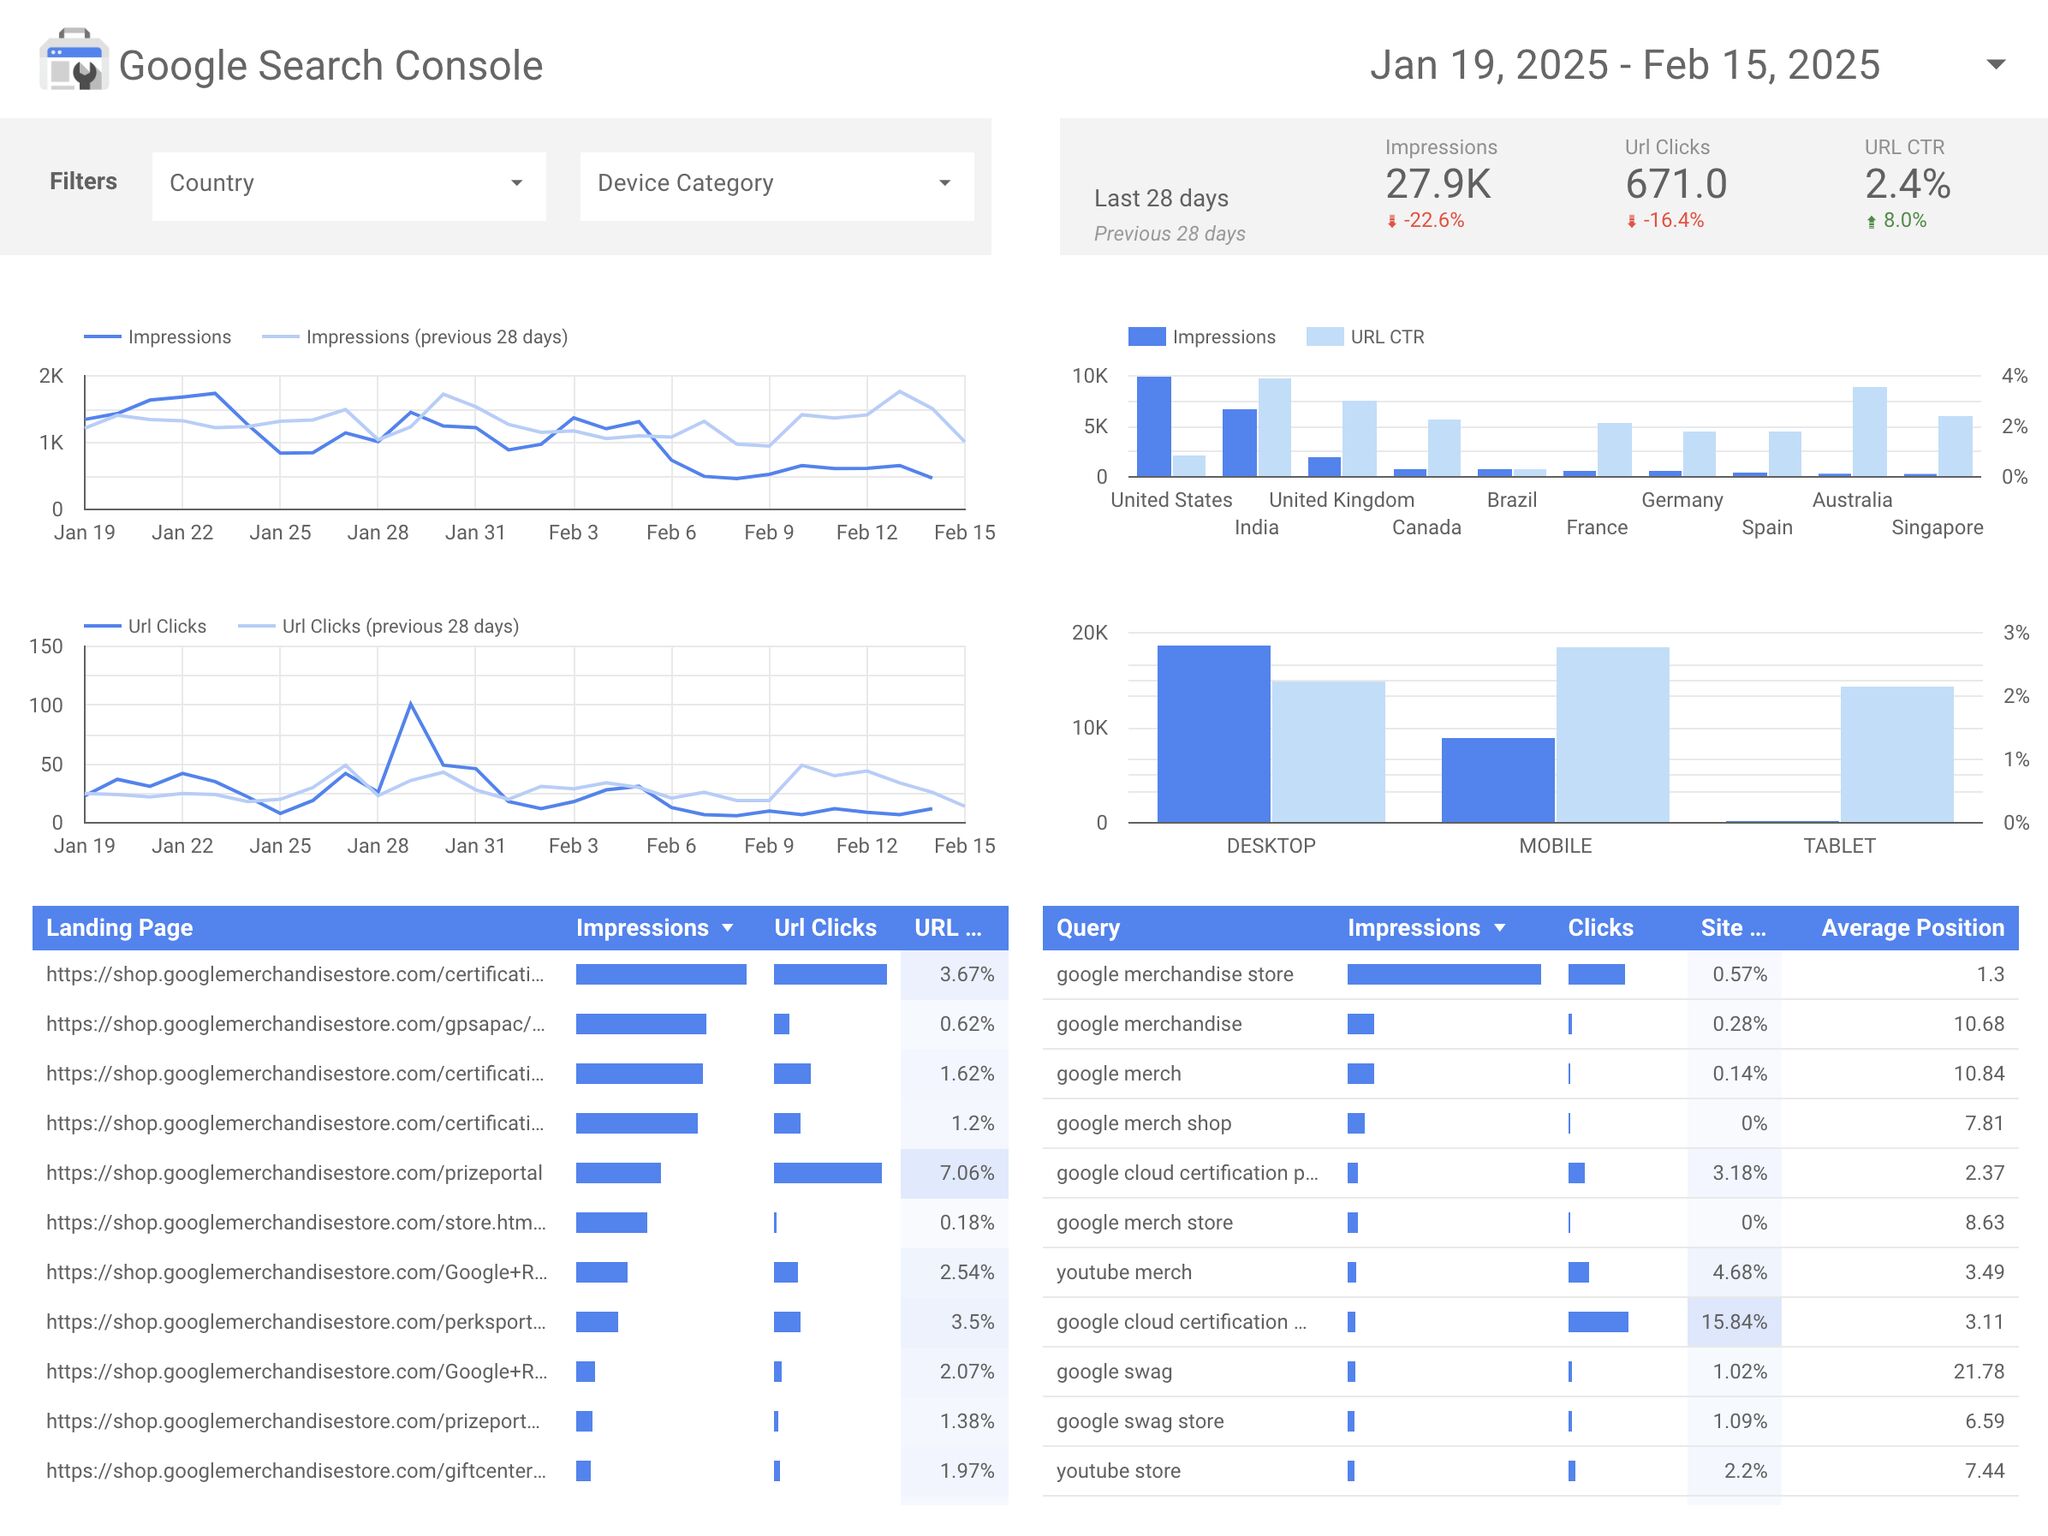 Google Search Console
Jan 19, 2025 - Feb 15, 2025
Filters
Country
Device Category
Last 28 days
Previous 28 days
Impressions
27.9K
-22.6%
Url Clicks
671.0
-16.4%
URL CTR
2.4%
8.0%
Impressions
Impressions (previous 28 days)
2K
1K
0
Jan 19 Jan 22 Jan 25 Jan 28 Jan 31 Feb 3 Feb 6 Feb 9 Feb 12 Feb 15
Impressions
URL CTR
10K 4%
5K 2%
0 0%
United States United Kingdom Brazil Germany Australia
India Canada France Spain Singapore
Url Clicks
Url Clicks (previous 28 days)
150
100
50
0
Jan 19 Jan 22 Jan 25 Jan 28 Jan 31 Feb 3 Feb 6 Feb 9 Feb 12 Feb 15
20K 3%
2%
10K
1%
0 0%
DESKTOP MOBILE TABLET
Landing Page Impressions Url Clicks URL ...
https://shop.googlemerchandisestore.com/certificati... 3.67%
https://shop.googlemerchandisestore.com/gpsapac/... 0.62%
https://shop.googlemerchandisestore.com/certificati... 1.62%
https://shop.googlemerchandisestore.com/certificati... 1.2%
https://shop.googlemerchandisestore.com/prizeportal 7.06%
https://shop.googlemerchandisestore.com/store.htm... 0.18%
https://shop.googlemerchandisestore.com/Google+R... 2.54%
https://shop.googlemerchandisestore.com/perksport... 3.5%
https://shop.googlemerchandisestore.com/Google+R... 2.07%
https://shop.googlemerchandisestore.com/prizeport... 1.38%
https://shop.googlemerchandisestore.com/giftcenter... 1.97%
Query Impressions Clicks Site ... Average Position
google merchandise store 0.57% 1.3
google merchandise 0.28% 10.68
google merch 0.14% 10.84
google merch shop 0% 7.81
google cloud certification p... 3.18% 2.37
google merch store 0% 8.63
youtube merch 4.68% 3.49
google cloud certification ... 15.84% 3.11
google swag 1.02% 21.78
google swag store 1.09% 6.59
youtube store 2.2% 7.44